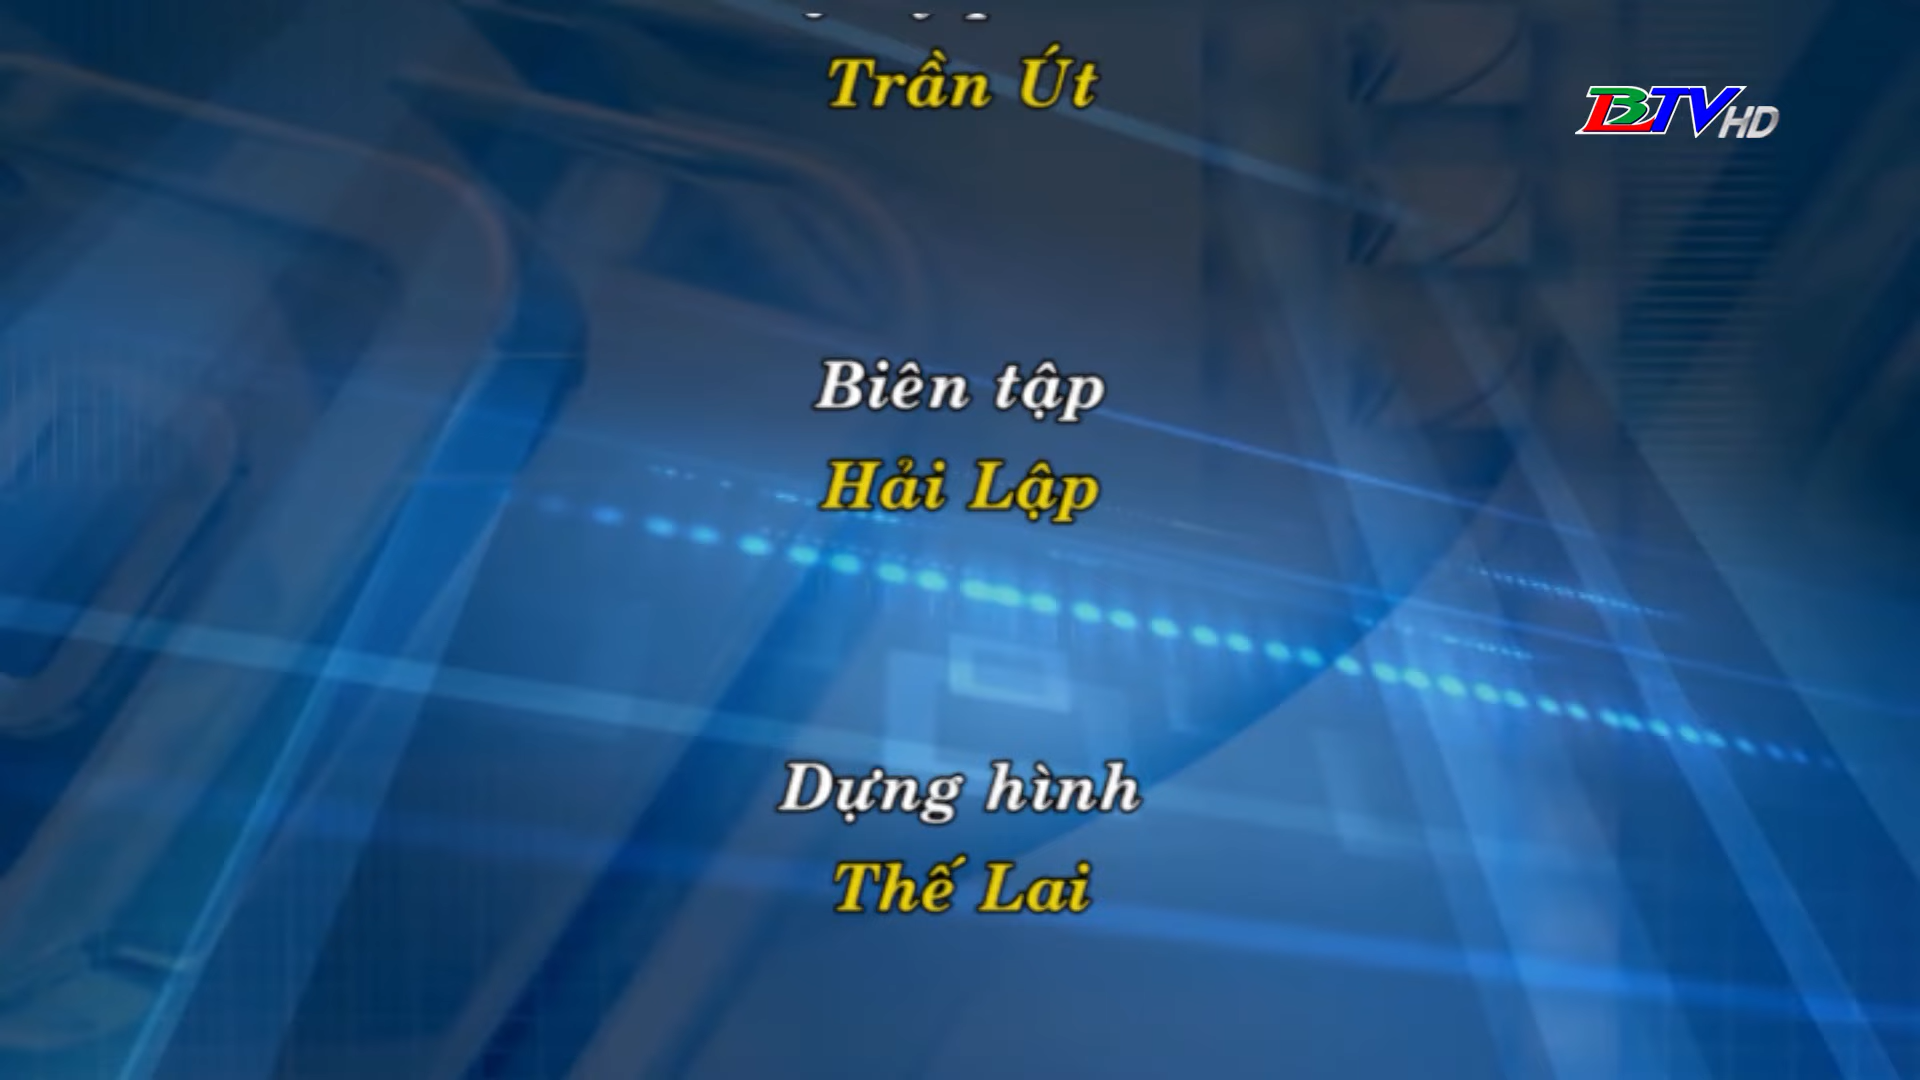 Trần Út
BTV HD
Biên tập
Hải Lập
Dựng hình
Thế Lai